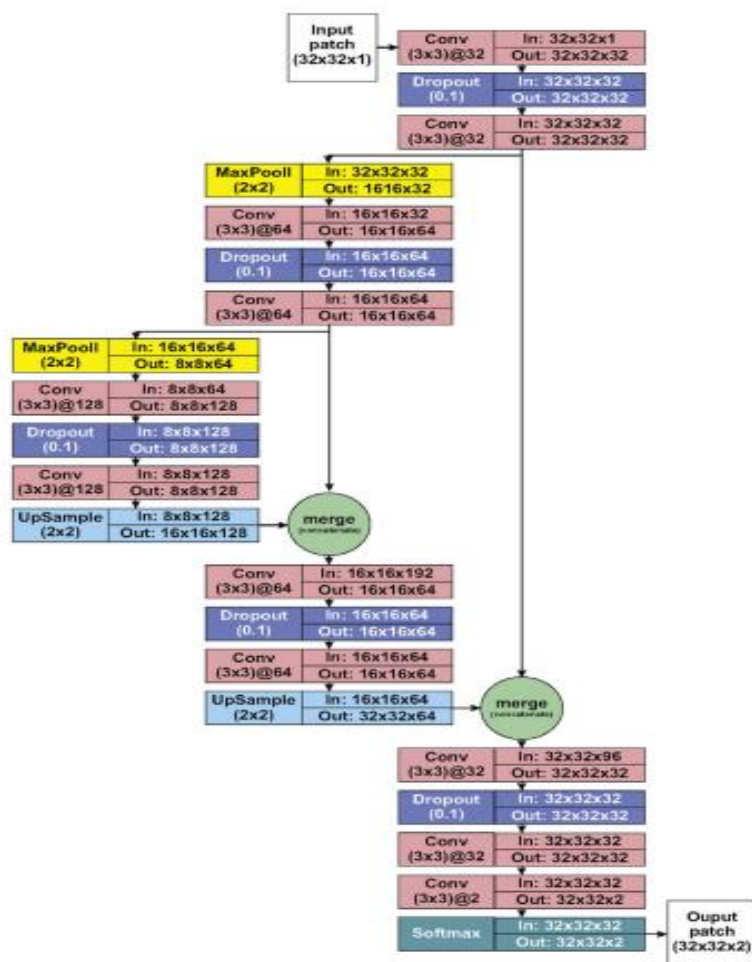 Input
patch
(32x32x1)
Conv
(3x3)@32
In: 32x32x1
Out: 32x32x32
Dropout
(0.1)
In: 32x32x32
Out: 32x32x32
Conv
(3x3)@32
In: 32x32x32
Out: 32x32x32
MaxPooll
(2x2)
In: 32x32x32
Out: 1616x32
Conv
(3x3)@64
In: 16x16x32
Out: 16x16x64
Dropout
(0.1)
In: 16x16x64
Out: 16x16x64
Conv
(3x3)@64
In: 16x16x64
Out: 16x16x64
MaxPooll
(2x2)
In: 16x16x64
Out: 8x8x64
Conv
(3x3)@128
In: 8x8x64
Out: 8x8x128
Dropout
(0.1)
In: 8x8x128
Out: 8x8x128
Conv
(3x3)@128
In: 8x8x128
Out: 8x8x128
UpSample
(2x2)
In: 8x8x128
Out: 16x16x128
merge
Conv
(3x3)@64
In: 16x16x192
Out: 16x16x64
Dropout
(0.1)
In: 16x16x64
Out: 16x16x64
Conv
(3x3)@64
In: 16x16x64
Out: 16x16x64
UpSample
(2x2)
In: 16x16x64
Out: 32x32x64
merge
Conv
(3x3)@32
In: 32x32x96
Out: 32x32x32
Dropout
(0.1)
In: 32x32x32
Out: 32x32x32
Conv
(3x3)@32
In: 32x32x32
Out: 32x32x32
Conv
(3x3)@2
In: 32x32x32
Out: 32x32x2
Softmax
In: 32x32x32
Out: 32x32x2
Ouput
patch
(32x32x2)